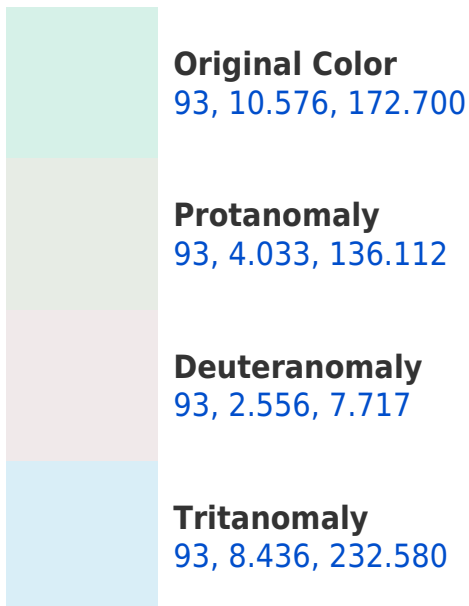 Original Color
93, 10.576, 172.700
Protanomaly
93, 4.033, 136.112
Deuteranomaly
93, 2.556, 7.717
Tritanomaly
93, 8.436, 232.580